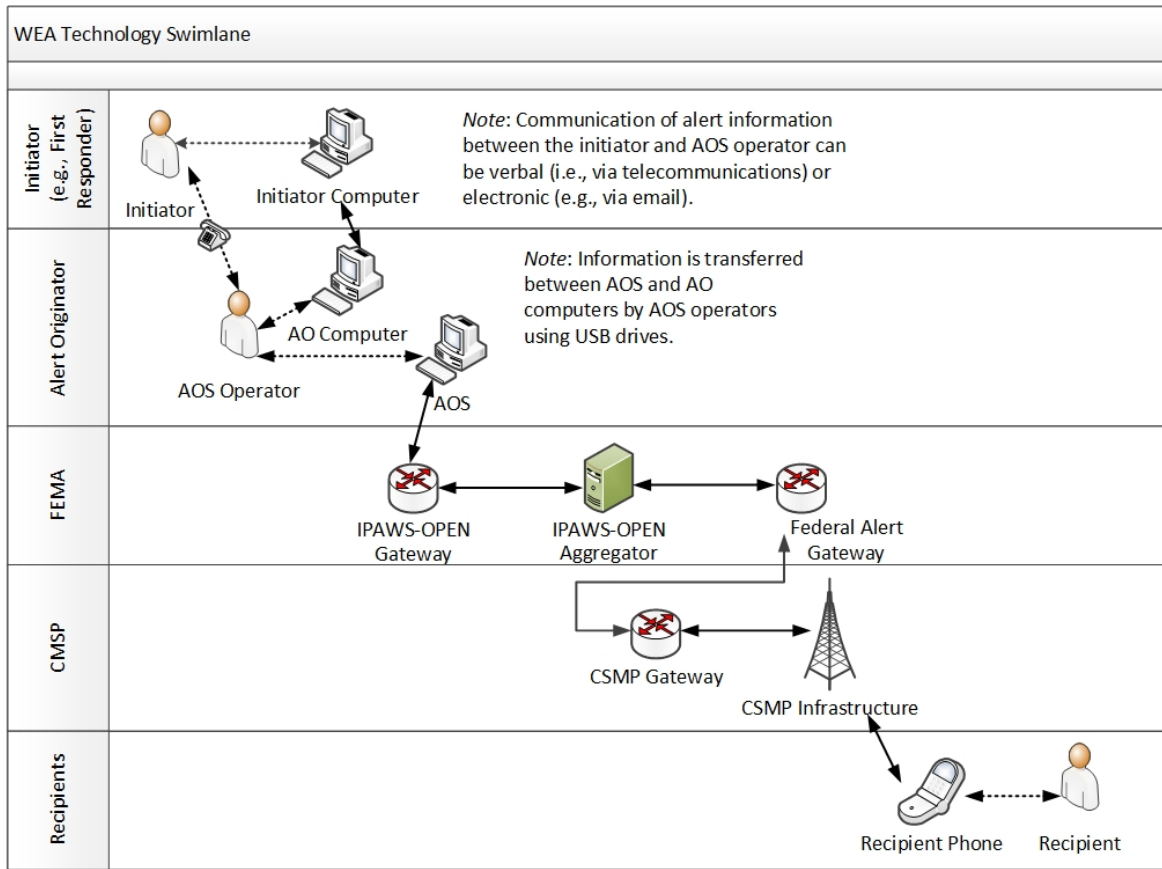 WEA Technology Swimlane
Initiator
(e.g., First
Responder)
Note: Communication of alert information
between the initiator and AOS operator can
be verbal (i.e., via telecommunications) or
electronic (e.g., via email).
Initiator
Initiator Computer
Alert Originator
Note: Information is transferred
between AOS and AO
computers by AOS operators
using USB drives.
AO Computer
AOS Operator
AOS
FEMA
IPAWS-OPEN
Gateway
IPAWS-OPEN
Aggregator
Federal Alert
Gateway
CMSP
CSMP Gateway
CSMP Infrastructure
Recipients
Recipient Phone
Recipient